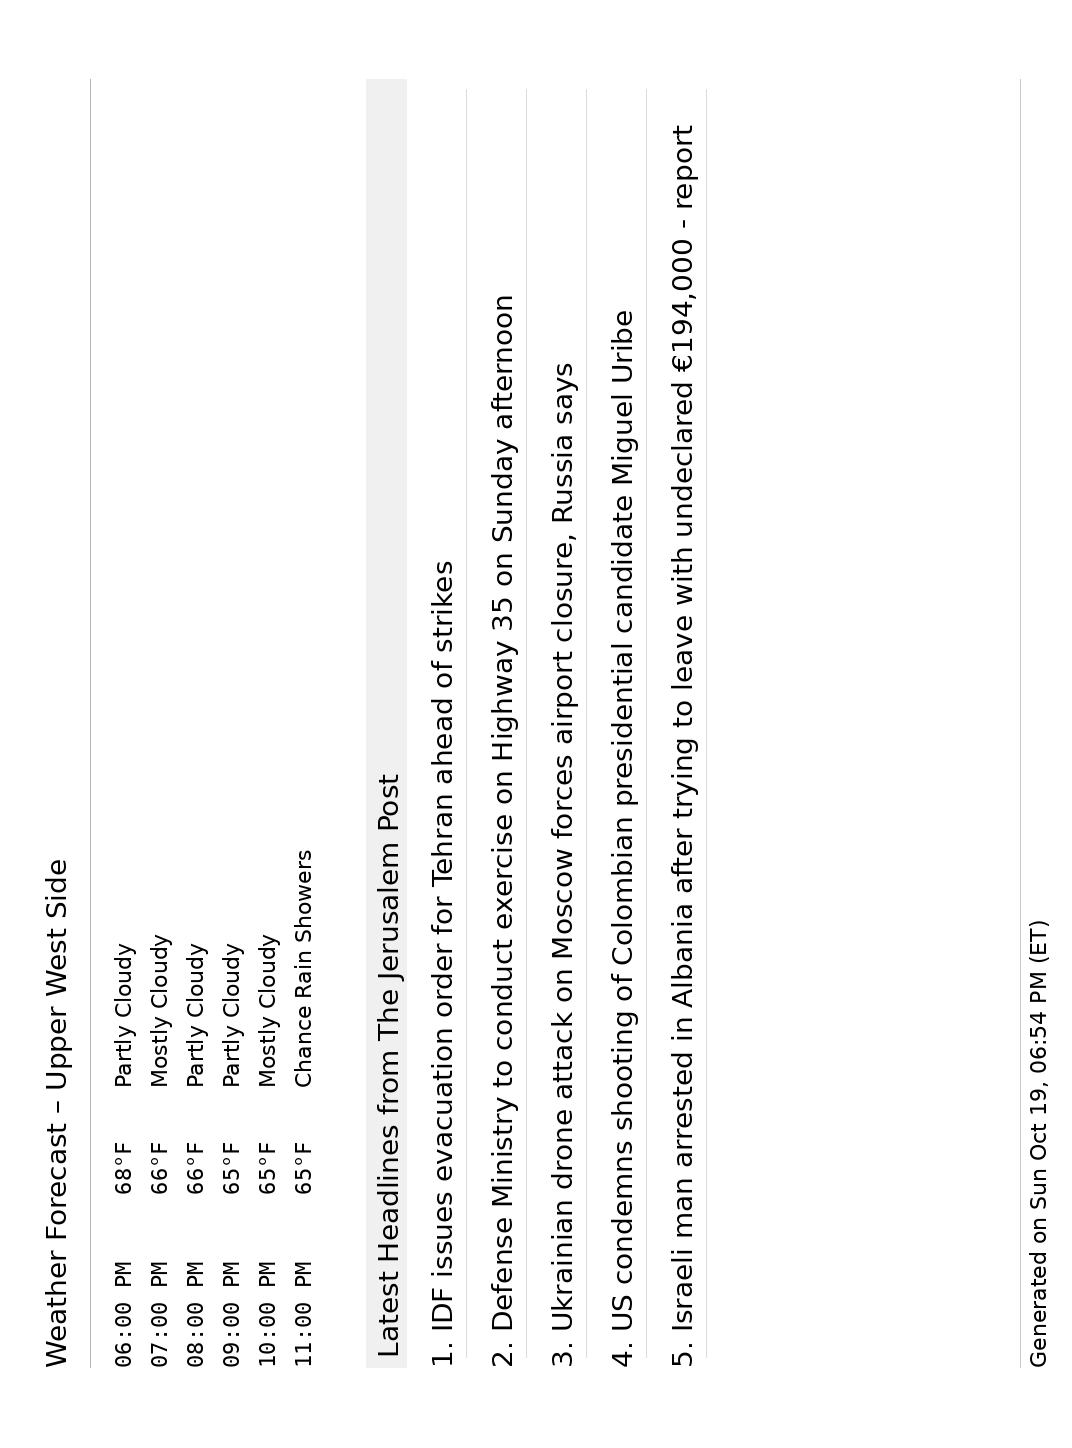 Weather Forecast – Upper West Side
06:00 PM 68°F Partly Cloudy
07:00 PM 66°F Mostly Cloudy
08:00 PM 66°F Partly Cloudy
09:00 PM 65°F Partly Cloudy
10:00 PM 65°F Mostly Cloudy
11:00 PM 65°F Chance Rain Showers
Latest Headlines from The Jerusalem Post
1. IDF issues evacuation order for Tehran ahead of strikes
2. Defense Ministry to conduct exercise on Highway 35 on Sunday afternoon
3. Ukrainian drone attack on Moscow forces airport closure, Russia says
4. US condemns shooting of Colombian presidential candidate Miguel Uribe
5. Israeli man arrested in Albania after trying to leave with undeclared €194,000 - report
Generated on Sun Oct 19, 06:54 PM (ET)